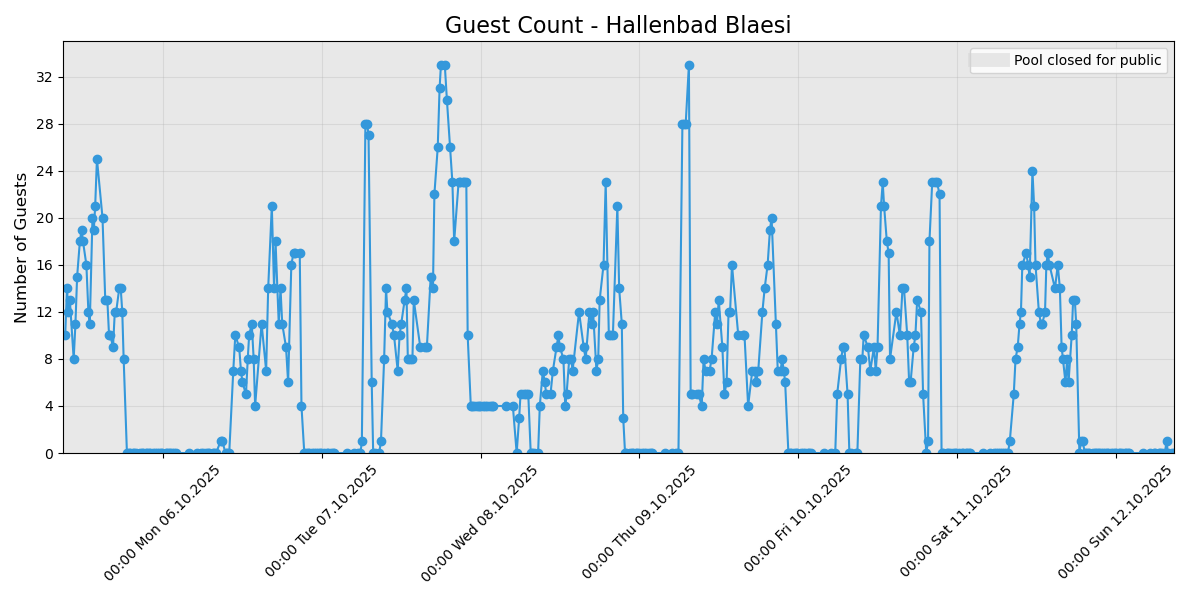 Guest Count - Hallenbad Blaesi
Pool closed for public
Number of Guests
32
28
24
20
16
12
8
4
0
00:00 Mon 06.10.2025
00:00 Tue 07.10.2025
00:00 Wed 08.10.2025
00:00 Thu 09.10.2025
00:00 Fri 10.10.2025
00:00 Sat 11.10.2025
00:00 Sun 12.10.2025